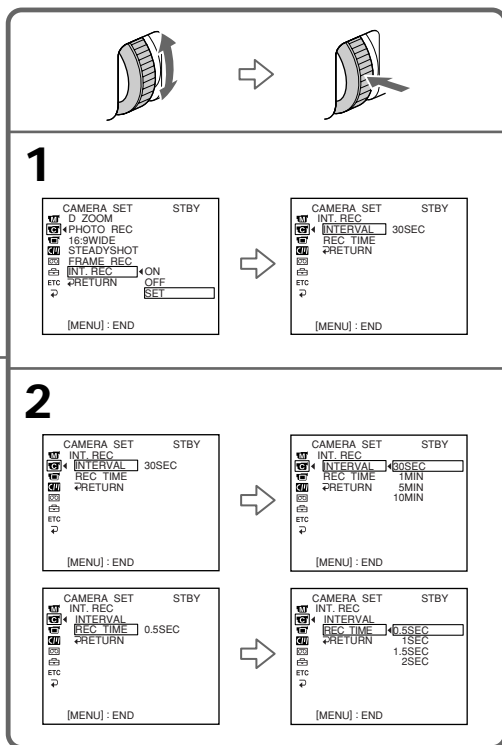 1
CAMERA SET STBY
D ZOOM
PHOTO REC
16:9WIDE
STEADYSHOT
FRAME REC
INT. REC ON
RETURN OFF
SET
ETC
[MENU] : END
CAMERA SET STBY
INT. REC
INTERVAL 30SEC
REC TIME
RETURN
ETC
[MENU] : END
2
CAMERA SET STBY
INT. REC
INTERVAL 30SEC
REC TIME
RETURN
ETC
[MENU] : END
CAMERA SET STBY
INT. REC
INTERVAL 30SEC
REC TIME 1MIN
RETURN 5MIN
10MIN
ETC
[MENU] : END
CAMERA SET STBY
INT. REC
INTERVAL
REC TIME 0.5SEC
RETURN
ETC
[MENU] : END
CAMERA SET STBY
INT. REC
INTERVAL
REC TIME 0.5SEC
RETURN 1SEC
1.5SEC
2SEC
ETC
[MENU] : END